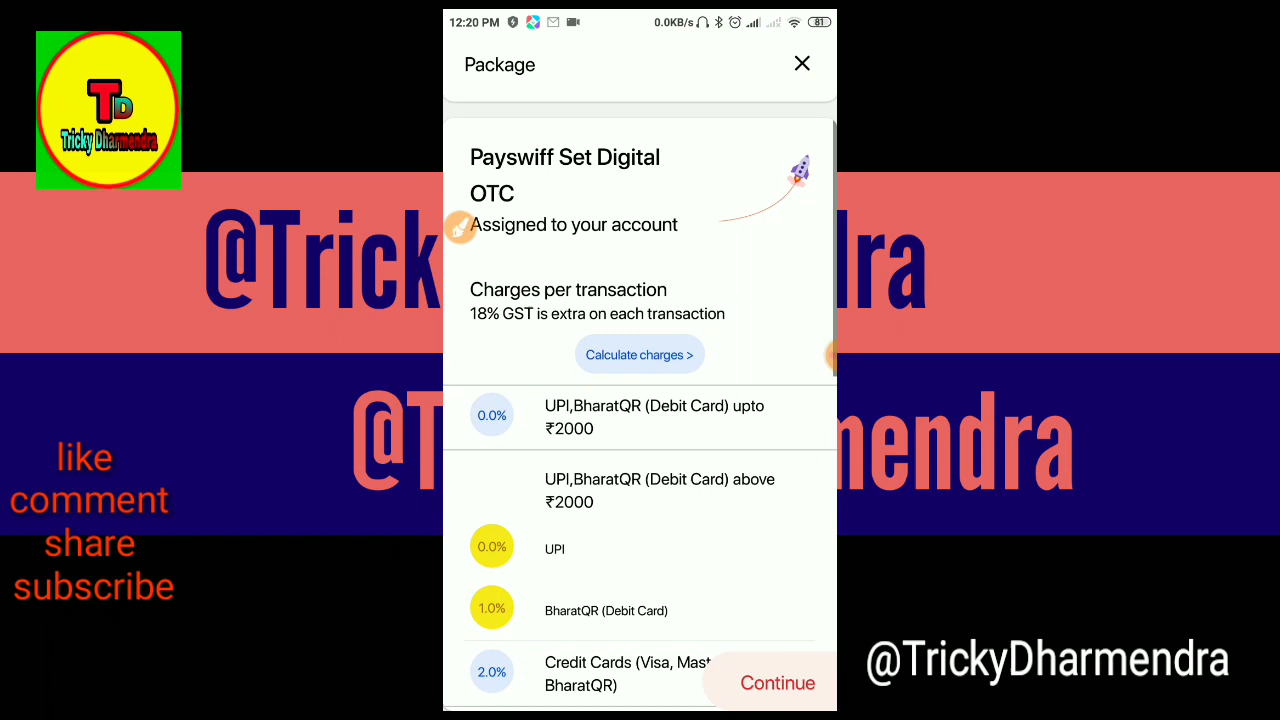 TD
Tricky Dharmendra
12:20 PM
0.0KB/s
81
Package
Payswiff Set Digital
OTC
Assigned to your account
Charges per transaction
18% GST is extra on each transaction
Calculate charges >
0.0% UPI,BharatQR (Debit Card) upto
₹2000
UPI,BharatQR (Debit Card) above
₹2000
0.0% UPI
1.0% BharatQR (Debit Card)
2.0% Credit Cards (Visa, Mast
BharatQR)
Continue
@Trick
dra
@T
mendra
like
comment
share
subscribe
@TrickyDharmendra